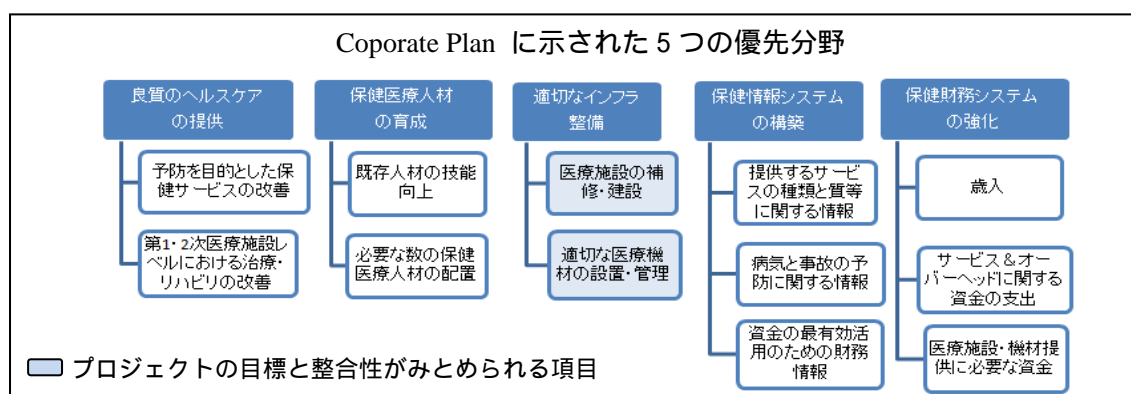 Coporate Plan に示された5つの優先分野
良質のヘルスケア
の提供
予防を目的とした保
健サービスの改善
第1・2次医療施設レ
ベルにおける治療・
リハビリの改善
保健医療人材
の育成
既存人材の技能
向上
必要な数の保健
医療人材の配置
適切なインフラ
整備
医療施設の補
修・建設
適切な医療機
材の設置・管理
保健情報システム
の構築
提供するサービ
スの種類と質等
に関する情報
病気と事故の予
防に関する情報
資金の最有効活
用のための財務
情報
保健財務システム
の強化
歳入
サービス&オー
バーヘッドに関する
資金の支出
医療施設・機材提
供に必要な資金
プロジェクトの目標と整合性がみとめられる項目